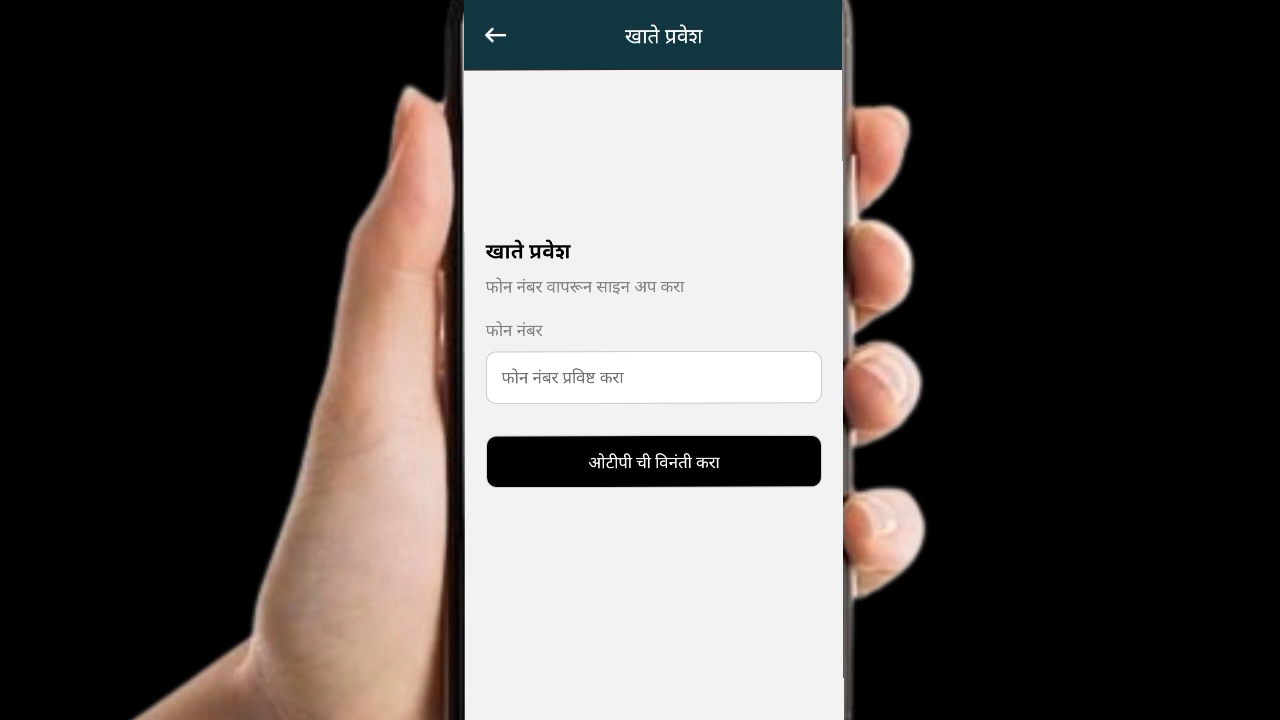 खाते प्रवेश
खाते प्रवेश
फोन नंबर वापरून साइन अप करा
फोन नंबर
फोन नंबर प्रविष्ट करा
ओटीपी ची विनंती करा